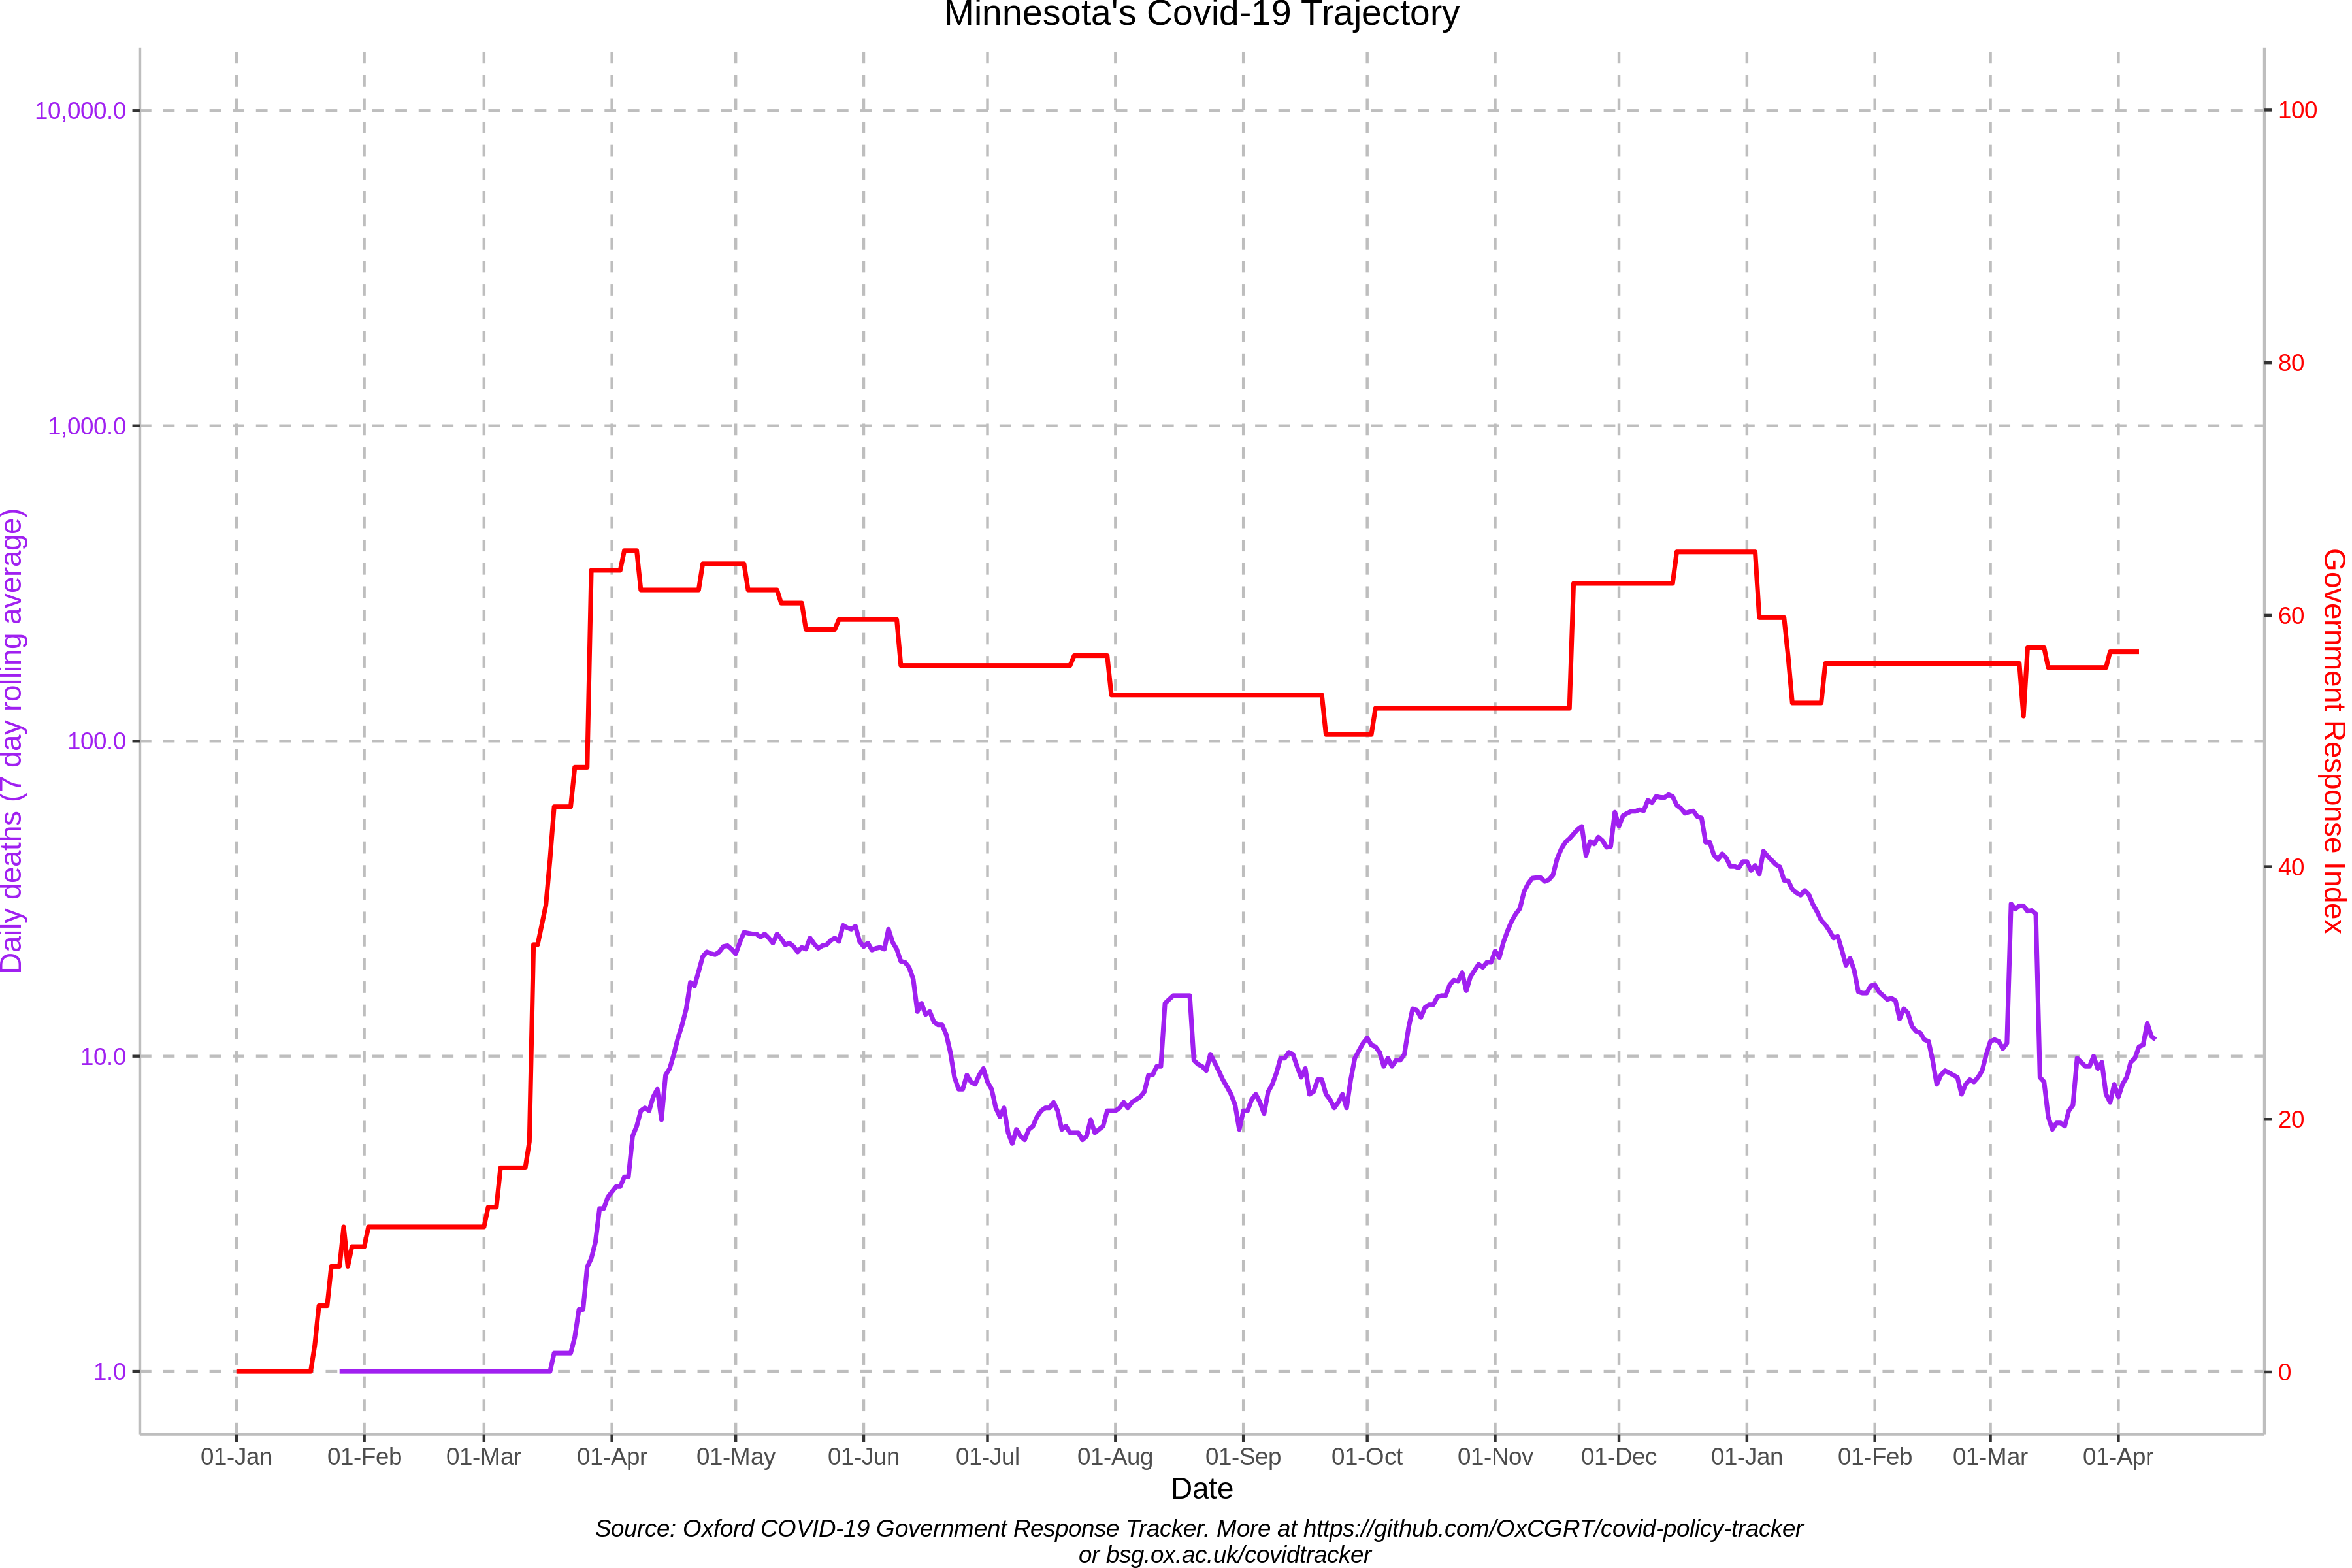 Minnesota's Covid-19 Trajectory
10,000.0
1,000.0
100.0
10.0
1.0
Daily deaths (7 day rolling average)
100
80
60
40
20
0
Government Response Index
01-Jan 01-Feb 01-Mar 01-Apr 01-May 01-Jun 01-Jul 01-Aug 01-Sep 01-Oct 01-Nov 01-Dec 01-Jan 01-Feb 01-Mar 01-Apr
Date
Source: Oxford COVID-19 Government Response Tracker. More at https://github.com/OxCGRT/covid-policy-tracker
or bsg.ox.ac.uk/covidtracker